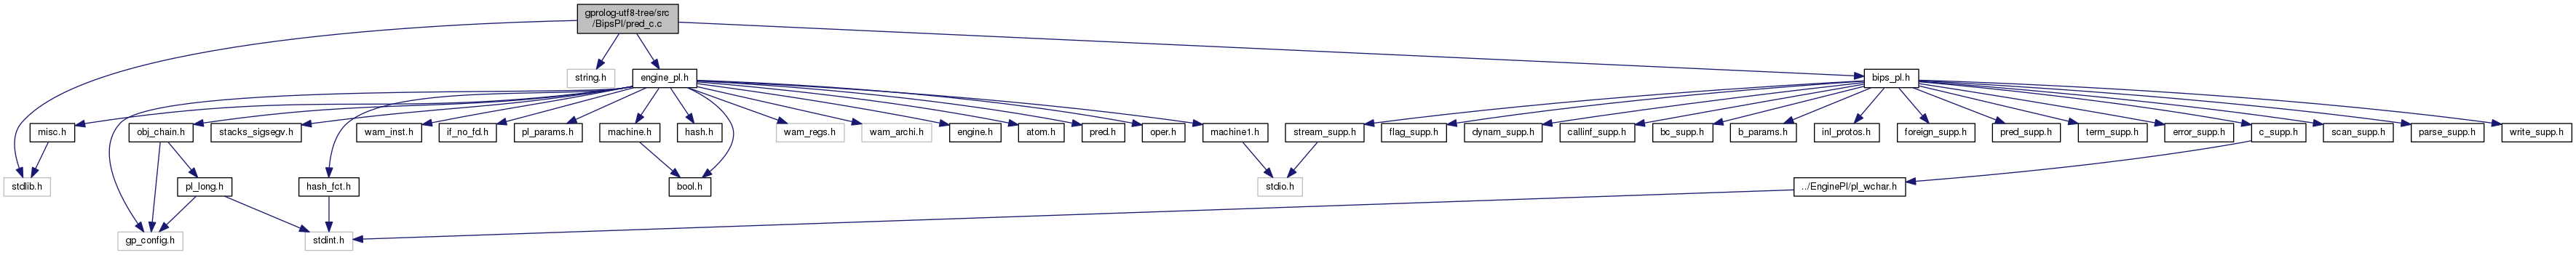 gprolog-utf8-tree/src
/BipsPl/pred_c.c
string.h
engine_pl.h
bips_pl.h
misc.h
obj_chain.h
stacks_sigsegv.h
wam_inst.h
if_no_fd.h
pl_params.h
machine.h
hash.h
wam_regs.h
wam_archi.h
engine.h
atom.h
pred.h
oper.h
machine1.h
stream_supp.h
flag_supp.h
dynam_supp.h
callinf_supp.h
bc_supp.h
b_params.h
inl_protos.h
foreign_supp.h
pred_supp.h
term_supp.h
error_supp.h
c_supp.h
scan_supp.h
parse_supp.h
write_supp.h
stdlib.h
pl_long.h
hash_fct.h
bool.h
stdio.h
../EnginePl/pl_wchar.h
gp_config.h
stdint.h